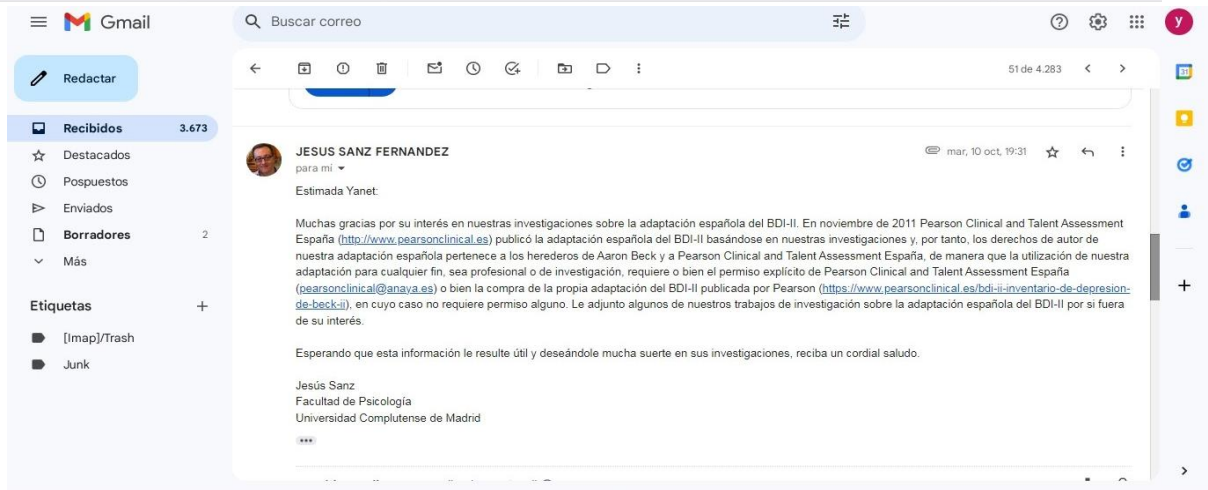 Gmail
Buscar correo
y
Redactar
51 de 4.283
31
Recibidos 3.673
Destacados
Pospuestos
Enviados
Borradores 2
Más
Etiquetas
[Imap]/Trash
Junk
JESUS SANZ FERNANDEZ
mar, 10 oct, 19:31
para mí
Estimada Yanet:
Muchas gracias por su interés en nuestras investigaciones sobre la adaptación española del BDI-II. En noviembre de 2011 Pearson Clinical and Talent Assessment
España (http://www.pearsonclinical.es) publicó la adaptación española del BDI-II basándose en nuestras investigaciones y, por tanto, los derechos de autor de
nuestra adaptación española pertenece a los herederos de Aaron Beck y a Pearson Clinical and Talent Assessment España, de manera que la utilización de nuestra
adaptación para cualquier fin, sea profesional o de investigación, requiere o bien el permiso explícito de Pearson Clinical and Talent Assessment España
(pearsonclinical@anaya.es) o bien la compra de la propia adaptación del BDI-II publicada por Pearson (https://www.pearsonclinical.es/bdi-ii-inventario-de-depresion-
de-beck-ii), en cuyo caso no requiere permiso alguno. Le adjunto algunos de nuestros trabajos de investigación sobre la adaptación española del BDI-II por si fuera
de su interés.
Esperando que esta información le resulte útil y deseándole mucha suerte en sus investigaciones, reciba un cordial saludo.
Jesús Sanz
Facultad de Psicología
Universidad Complutense de Madrid